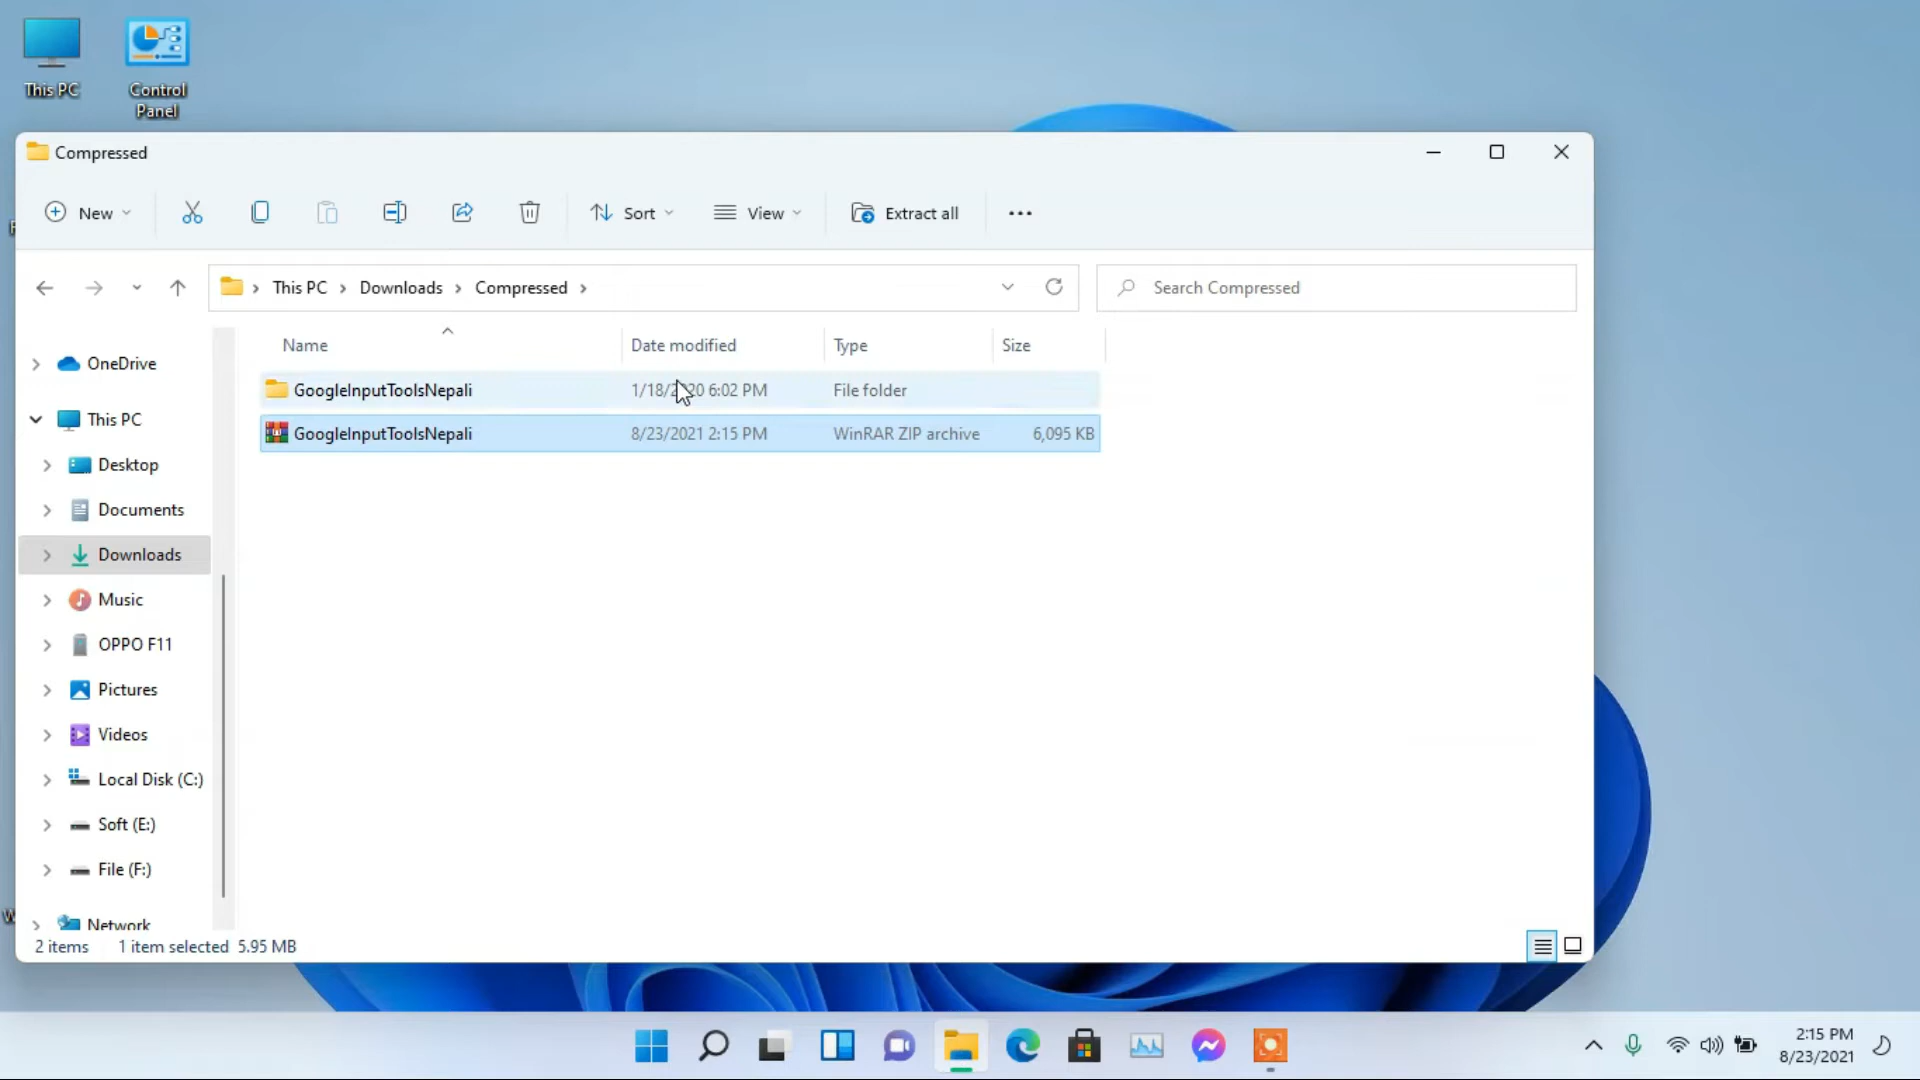 This PC
Control
Panel
Compressed
New
Sort
View
Extract all
This PC
Downloads
Compressed
Search Compressed
Name
Date modified
Type
Size
GoogleInputToolsNepali
1/18/2020 6:02 PM
File folder
GoogleInputToolsNepali
8/23/2021 2:15 PM
WinRAR ZIP archive
6,095 KB
OneDrive
This PC
Desktop
Documents
Downloads
Music
OPPO F11
Pictures
Videos
Local Disk (C:)
Soft (E:)
File (F:)
Network
2 items
1 item selected 5.95 MB
2:15 PM
8/23/2021